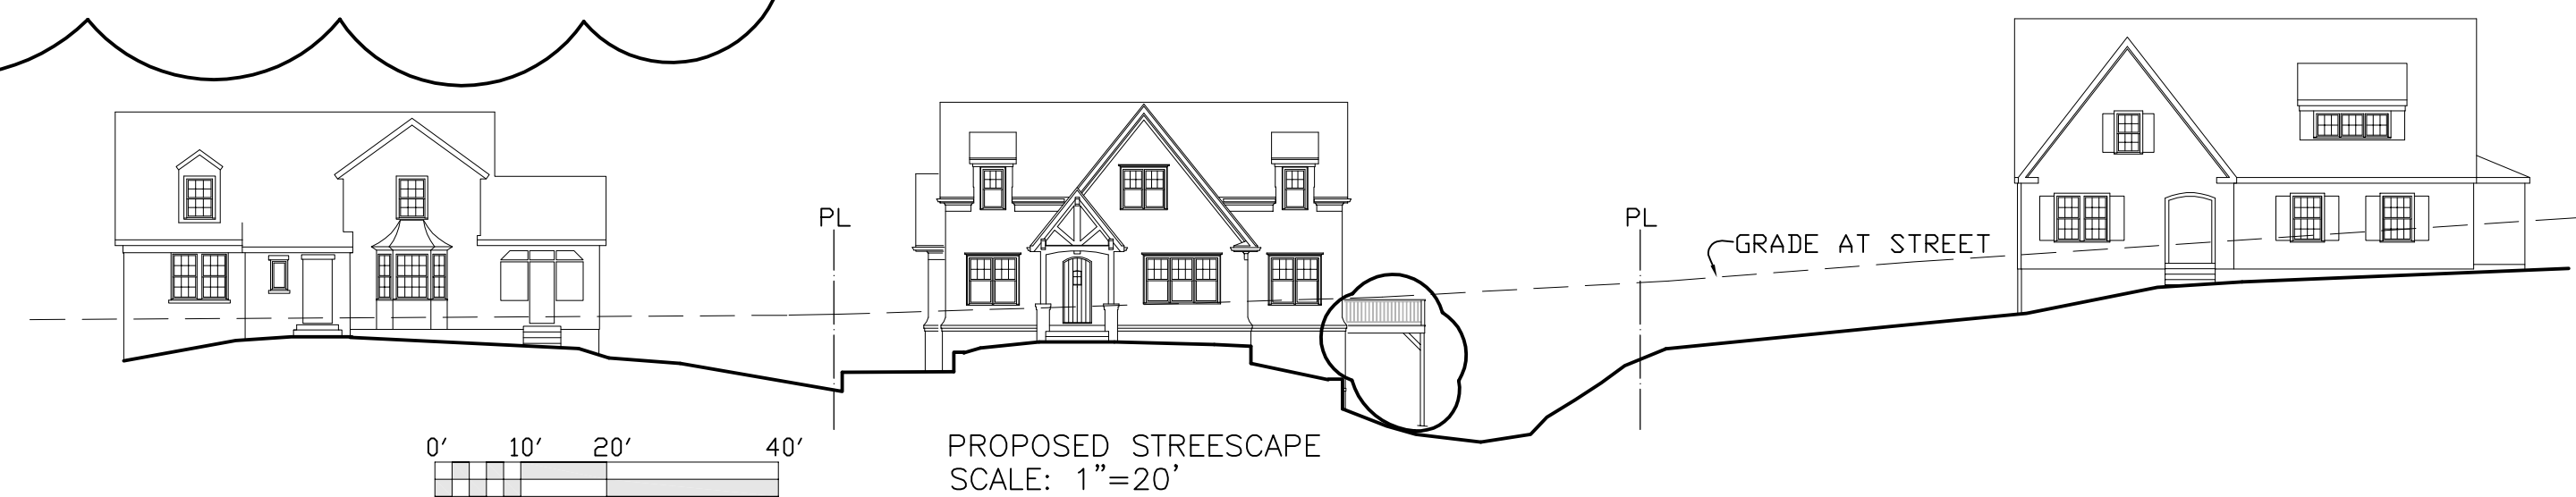 PL
PL
GRADE AT STREET
0' 10' 20' 40'
PROPOSED STREESCAPE
SCALE: 1"=20'